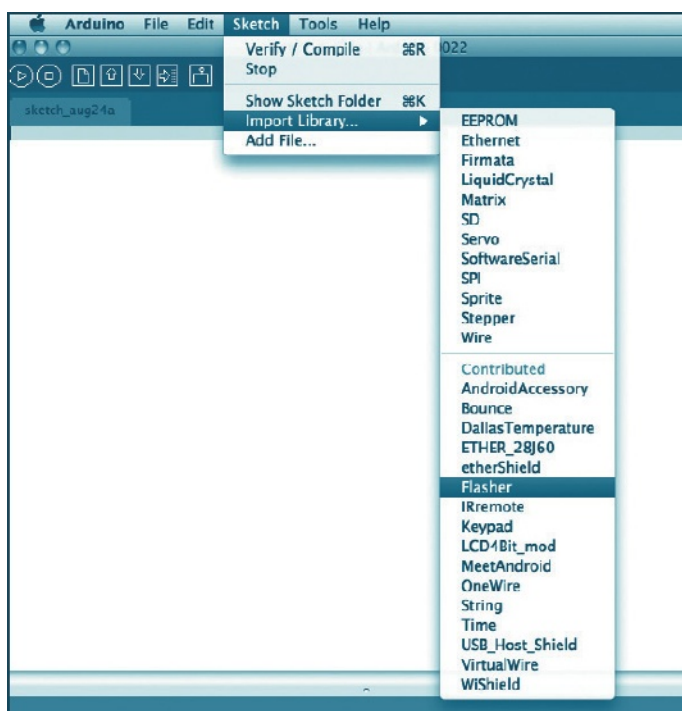 Arduino File Edit Sketch Tools Help
0022
sketch_aug24a
Verify / Compile ⌘R
Stop
Show Sketch Folder ⌘K
Import Library... ▶
Add File...
EEPROM
Ethernet
Firmata
LiquidCrystal
Matrix
SD
Servo
SoftwareSerial
SPI
Sprite
Stepper
Wire
Contributed
AndroidAccessory
Bounce
DallasTemperature
ETHER_28J60
etherShield
Flasher
IRremote
Keypad
LCD4Bit_mod
MeetAndroid
OneWire
String
Time
USB_Host_Shield
VirtualWire
WiShield